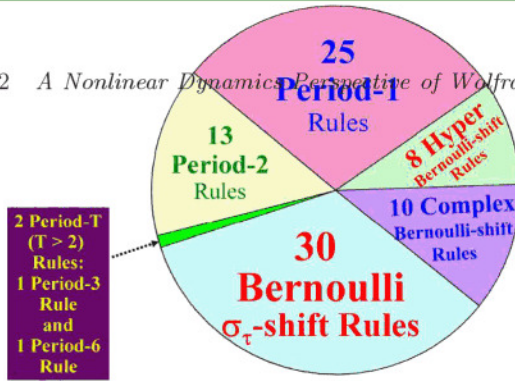 25
2 A Nonlinear Dynamics Perspective of Wolfra
Period-1
Rules
13
Period-2
Rules
8 Hyper
Bernoulli-shift
Rules
10 Complex
Bernoulli-shift
Rules
2 Period-T
(T > 2)
Rules:
1 Period-3
Rule
and
1 Period-6
Rule
30
Bernoulli
στ-shift Rules